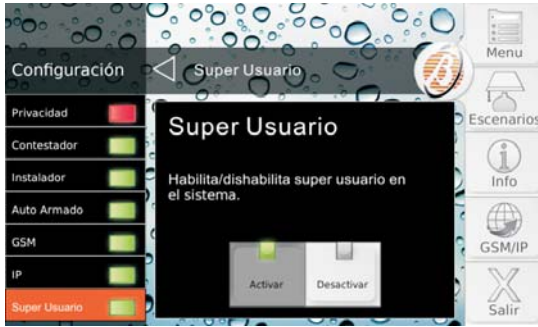 Configuración
Super Usuario
Privacidad
Contestador
Instalador
Auto Armado
GSM
IP
Super Usuario
Super Usuario
Habilita/dishabilita super usuario en
el sistema.
Activar
Desactivar
B
Menu
Escenarios
Info
GSM/IP
Salir